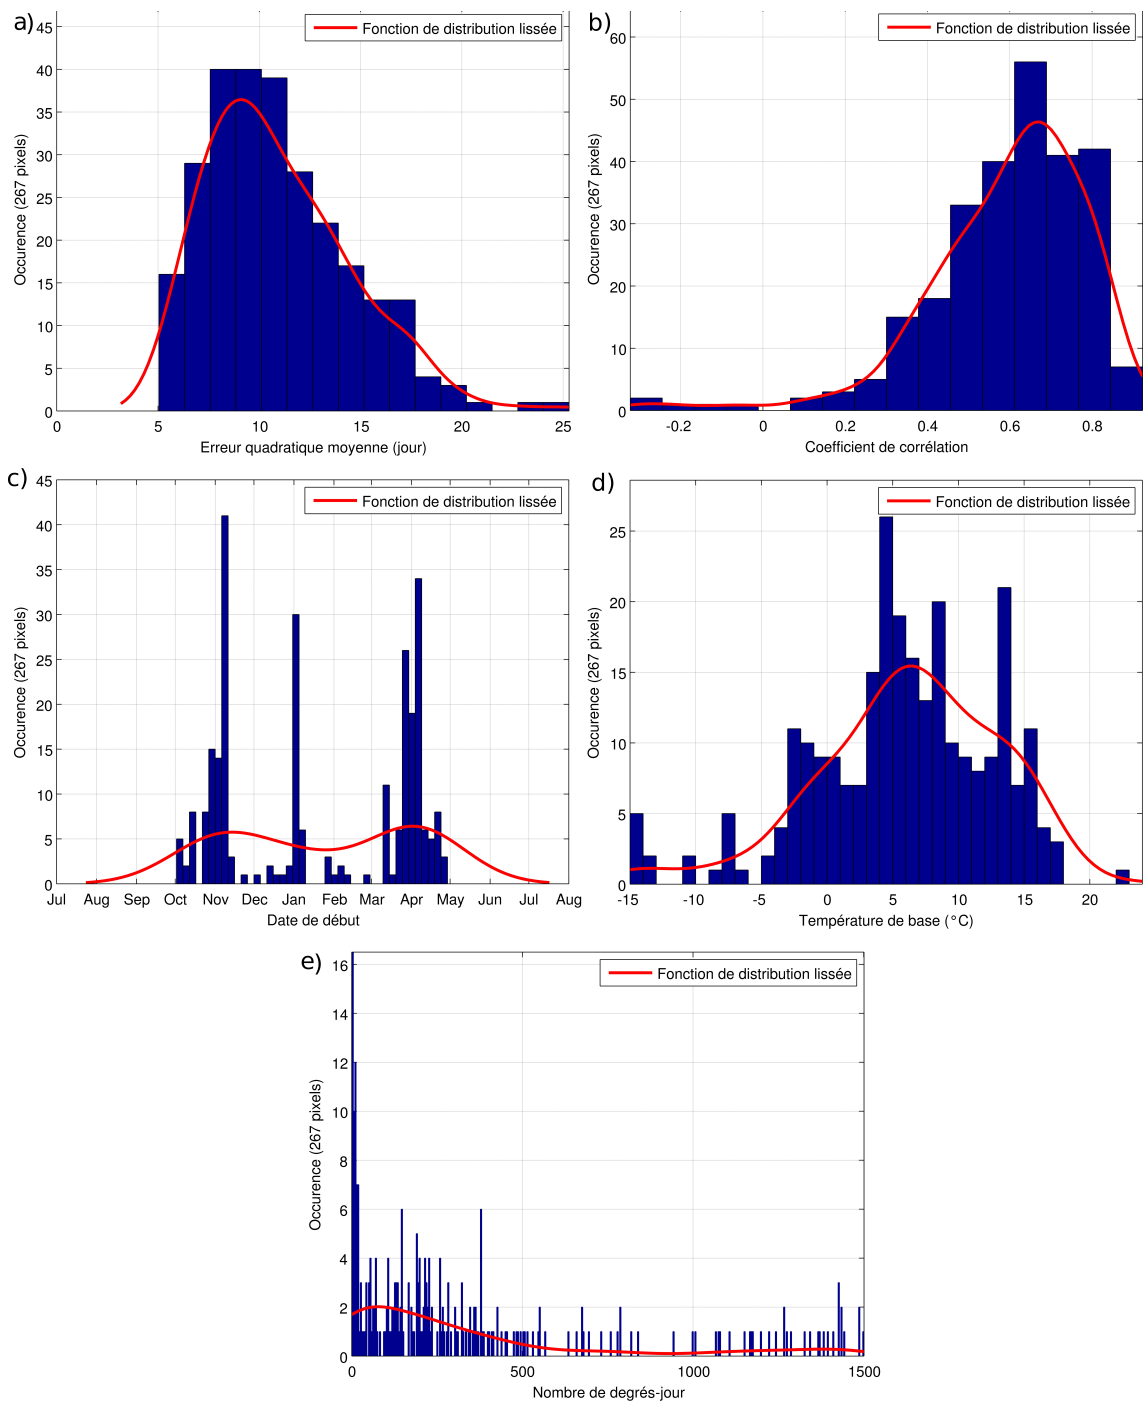 a)
Fonction de distribution lissée
45
40
35
30
25
20
15
10
5
0
0 5 10 15 20 25
Occurence (267 pixels)
Erreur quadratique moyenne (jour)
b)
Fonction de distribution lissée
60
50
40
30
20
10
0
-0.2 0 0.2 0.4 0.6 0.8
Occurence (267 pixels)
Coefficient de corrélation
c)
Fonction de distribution lissée
45
40
35
30
25
20
15
10
5
0
Jul Aug Sep Oct Nov Dec Jan Feb Mar Apr May Jun Jul Aug
Occurence (267 pixels)
Date de début
d)
Fonction de distribution lissée
25
20
15
10
5
0
-15 -10 -5 0 5 10 15 20
Occurence (267 pixels)
Température de base (°C)
e)
Fonction de distribution lissée
16
14
12
10
8
6
4
2
0
0 500 1000 1500
Occurence (267 pixels)
Nombre de degrés-jour